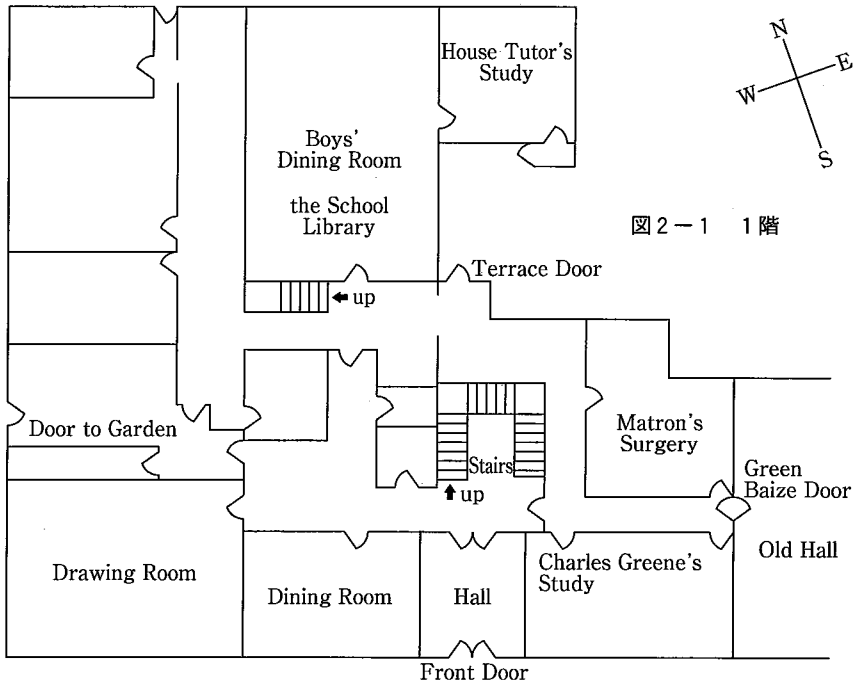 House Tutor's
Study
N
E
W
S
Boys'
Dining Room
the School
Library
図2-1 1階
Terrace Door
up
Matron's
Surgery
Door to Garden
Stairs
up
Green
Baize Door
Old Hall
Drawing Room
Dining Room
Hall
Charles Greene's
Study
Front Door